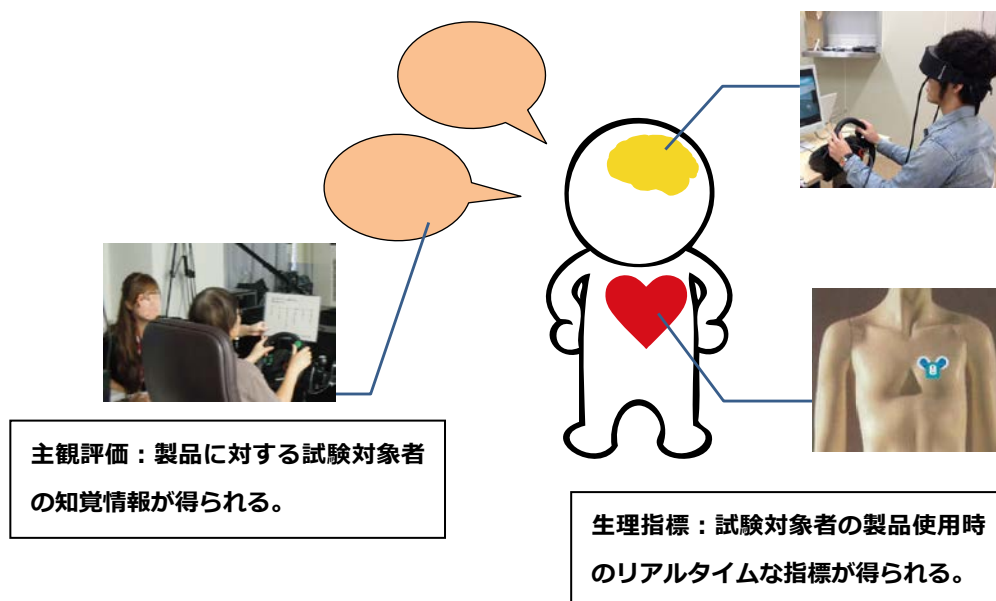 主観評価：製品に対する試験対象者
の知覚情報が得られる。
生理指標：試験対象者の製品使用時
のリアルタイムな指標が得られる。